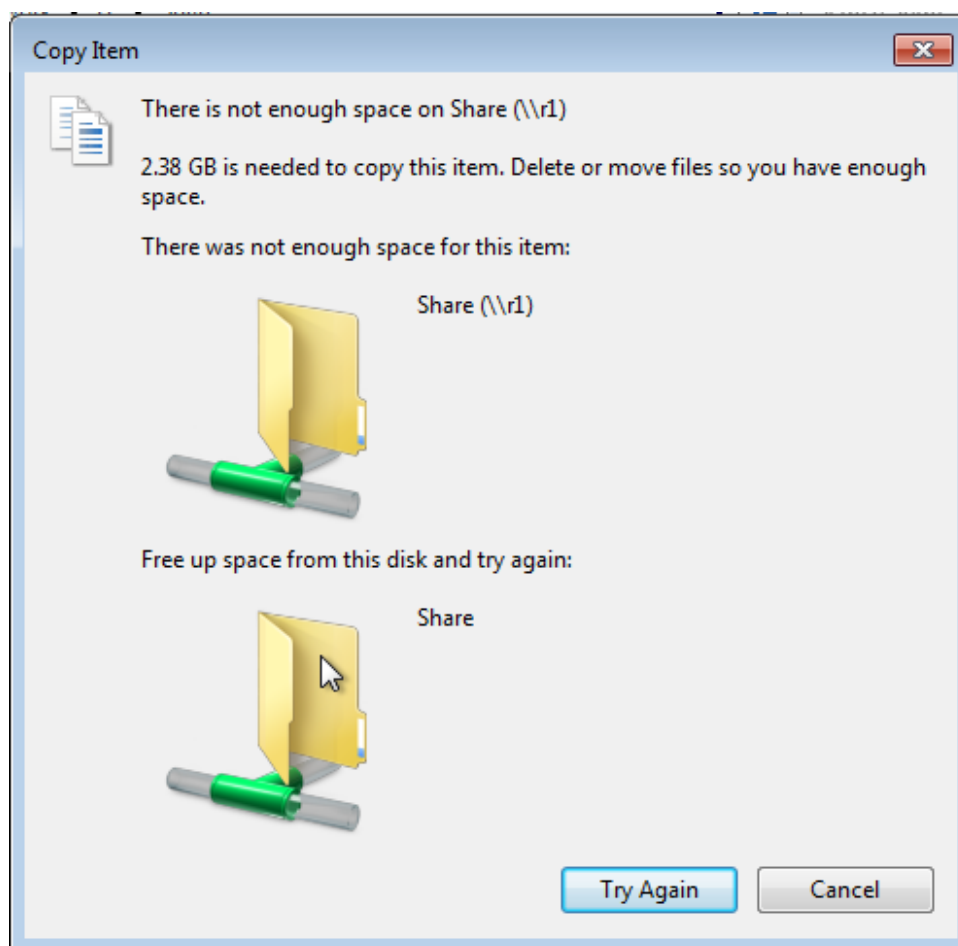 Copy Item
There is not enough space on Share (\\r1)
2.38 GB is needed to copy this item. Delete or move files so you have enough
space.
There was not enough space for this item:
Share (\\r1)
Free up space from this disk and try again:
Share
Try Again
Cancel